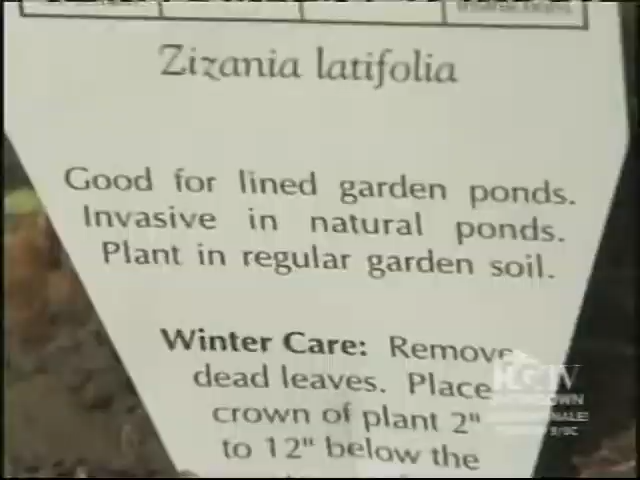 Zizania latifolia
Good for lined garden ponds.
Invasive in natural ponds.
Plant in regular garden soil.
Winter Care: Remove
dead leaves. Place
crown of plant 2"
to 12" below the